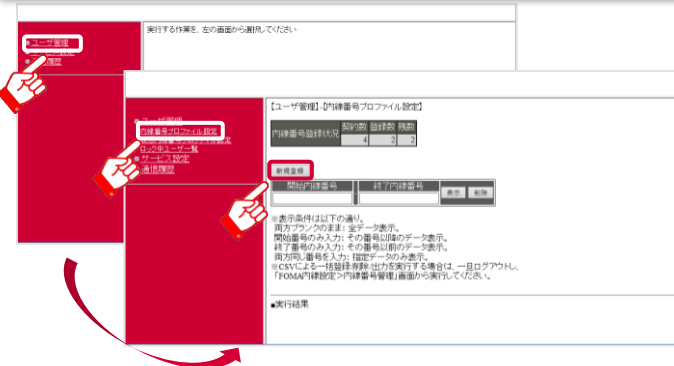 実行する作業を、左の画面から選択してください
●ユーザ管理
【ユーザ管理】-【内線番号プロファイル設定】
●ユーザ管理
内線番号プロファイル設定
ロック中ユーザ一覧
●サービス設定
通信履歴
内線番号登録状況
契約数 登録数 残数
4 2 2
新規登録
開始内線番号 終了内線番号
表示 削除
※表示条件は以下の通り。
両方ブランクのまま: 全データ表示。
開始番号のみ入力: その番号以降のデータ表示。
終了番号のみ入力: その番号以前のデータ表示。
両方同じ番号を入力: 指定データのみ表示。
※CSVによる一括登録/削除/出力を実行する場合は、一旦ログアウトし、
「FOMA内線設定>内線番号管理」画面から実行してください。
■実行結果